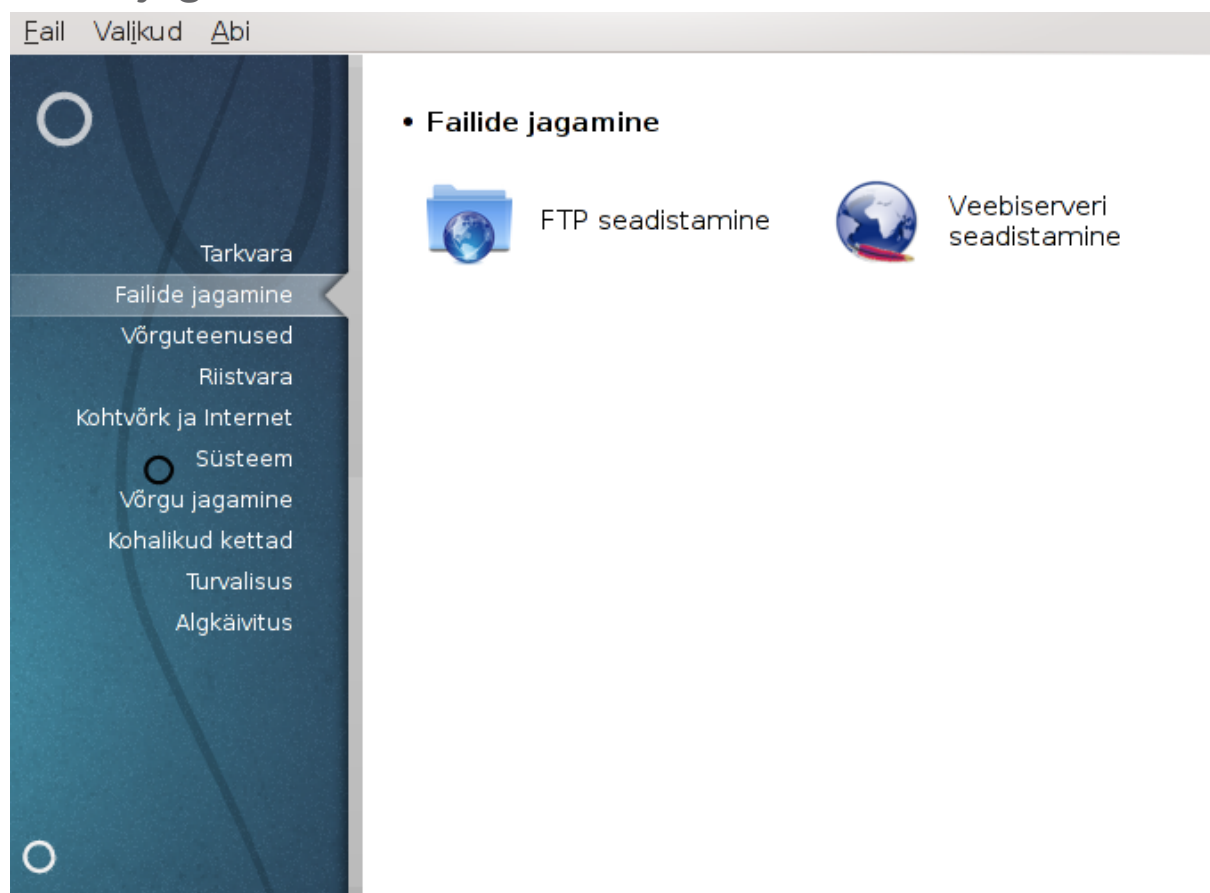 Fail Valikud Abi
• Failide jagamine
FTP seadistamine
Veebiserveri
seadistamine
Tarkvara
Failide jagamine
Võrguteenused
Riistvara
Kohtvõrk ja Internet
Süsteem
Võrgu jagamine
Kohalikud kettad
Turvalisus
Algkäivitus